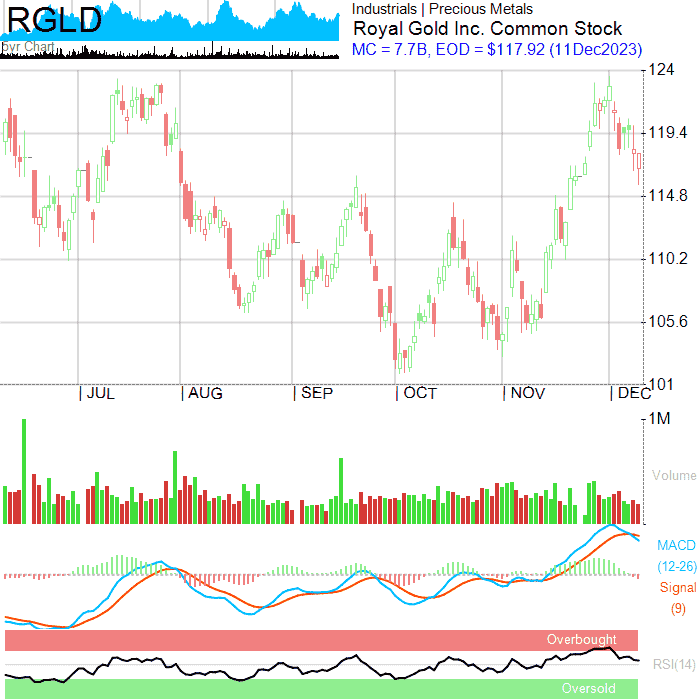 RGLD
5yr Chart
Industrials | Precious Metals
Royal Gold Inc. Common Stock
MC = 7.7B, EOD = $117.92 (11Dec2023)
124
119.4
114.8
110.2
105.6
101
JUL AUG SEP OCT NOV DEC
1M
Volume
MACD
(12-26)
Signal
(9)
Overbought
RSI(14)
Oversold